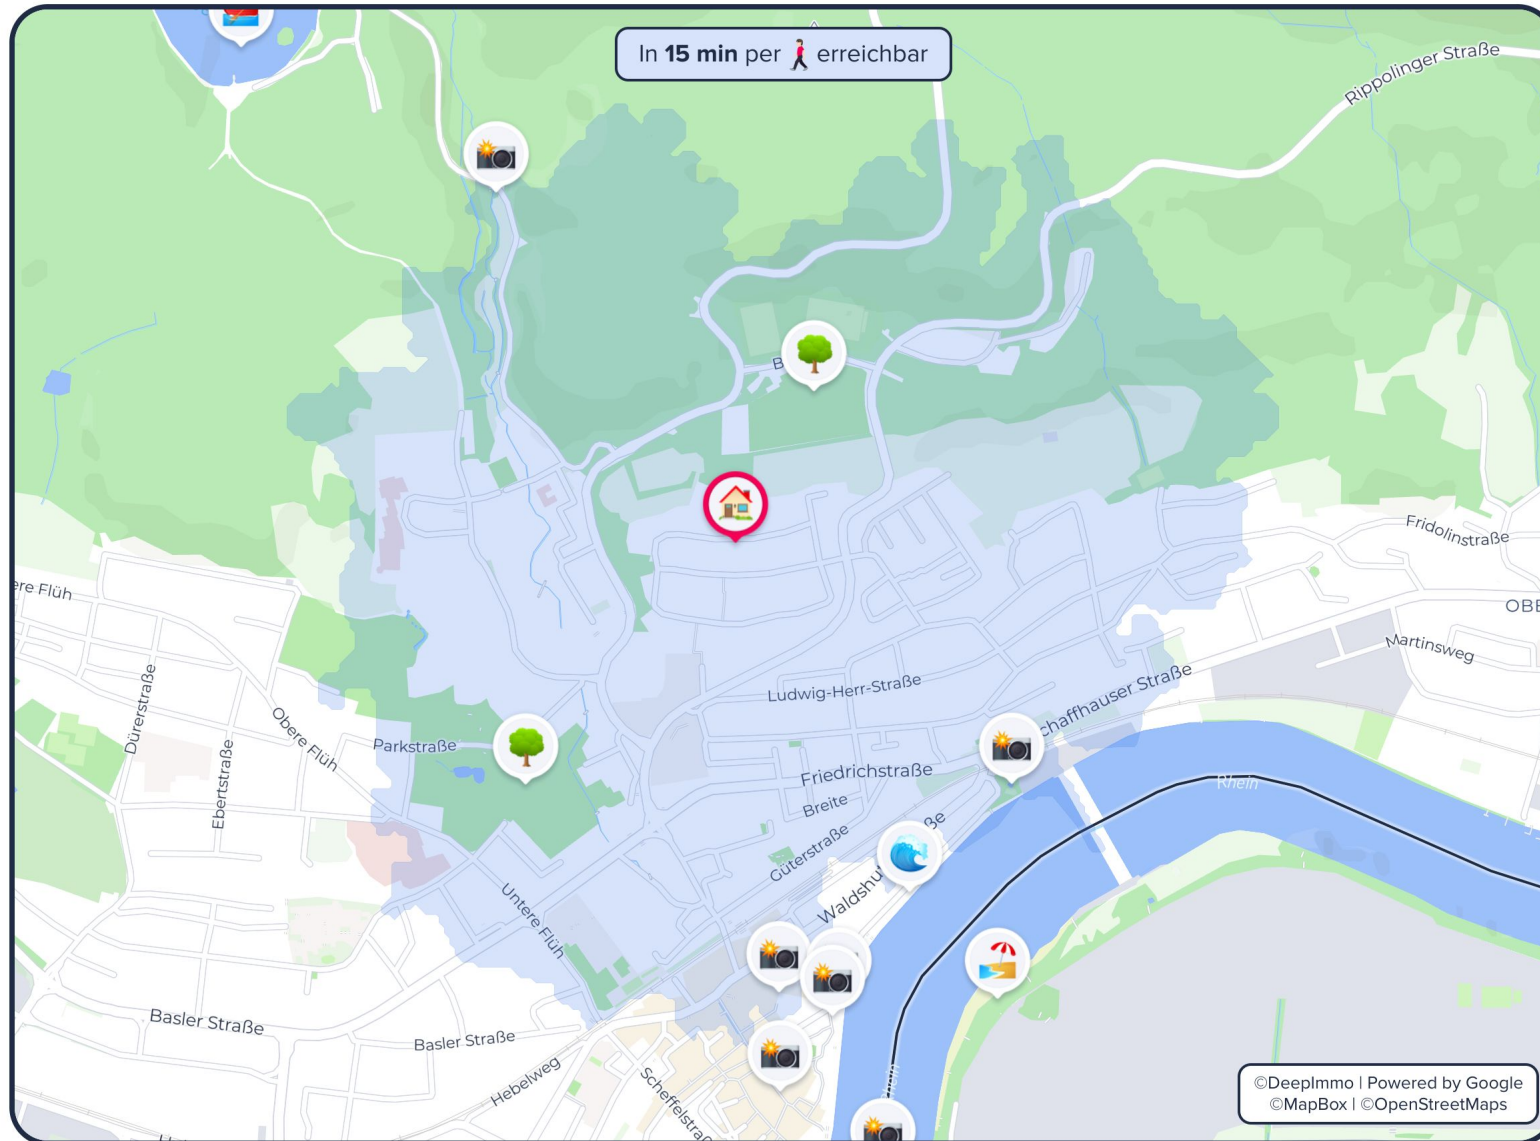 In 15 min per erreichbar
Rippolinger Straße
Fridolinstraße
ere Flüh
OBE
Martinsweg
Dürerstraße
Ludwig-Herr-Straße
chaffhauser Straße
Obere Flüh
Parkstraße
Ebertstraße
Friedrichstraße
Rhein
Breite
Güterstraße
Waldshu
ße
Untere Flüh
Basler Straße
Basler Straße
Hebelweg
Scheffelstraß
©DeepImmo | Powered by Google
©MapBox | ©OpenStreetMaps